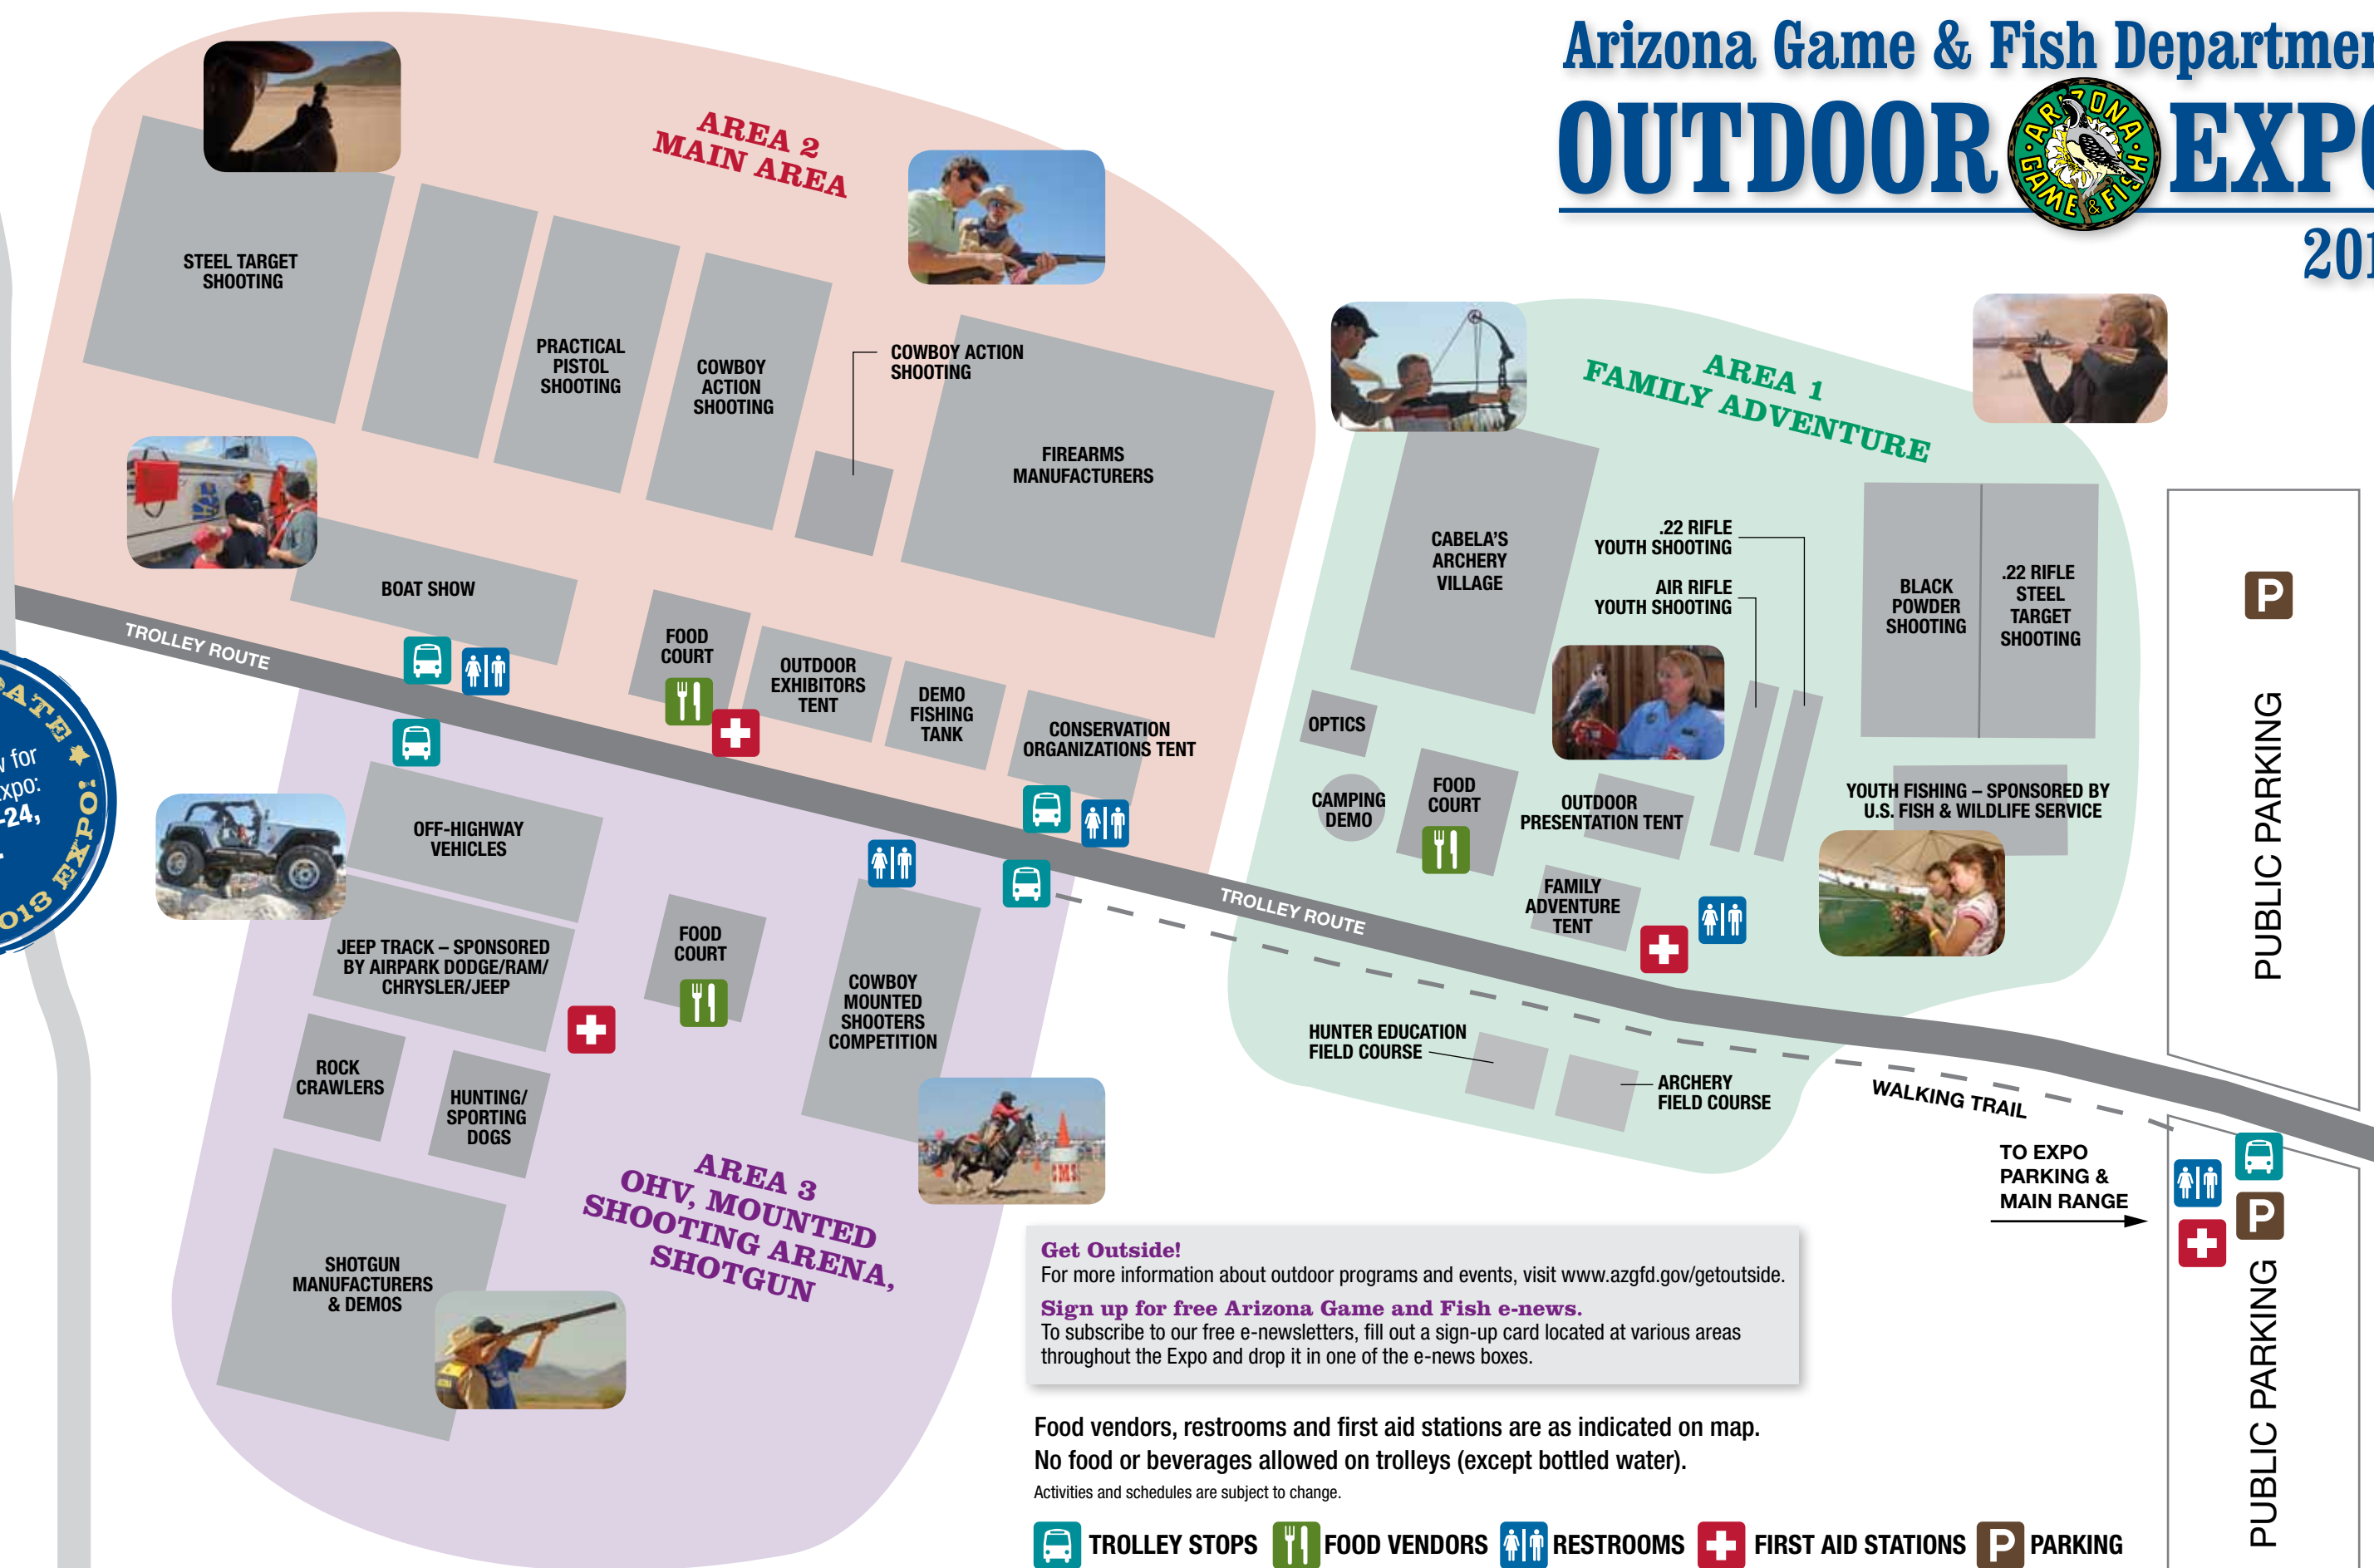 Arizona Game & Fish
OUTDOOR EXPO
ARIZONA
GAME & FISH
AREA 2
MAIN AREA
STEEL TARGET
SHOOTING
PRACTICAL
PISTOL
SHOOTING
COWBOY
ACTION
SHOOTING
COWBOY ACTION
SHOOTING
FIREARMS
MANUFACTURERS
BOAT SHOW
FOOD
COURT
OUTDOOR
EXHIBITORS
TENT
DEMO
FISHING
TANK
CONSERVATION
ORGANIZATIONS TENT
TROLLEY ROUTE
AREA 1
FAMILY ADVENTURE
CABELA'S
ARCHERY
VILLAGE
.22 RIFLE
YOUTH SHOOTING
AIR RIFLE
YOUTH SHOOTING
BLACK
POWDER
SHOOTING
.22 RIFLE
STEEL
TARGET
SHOOTING
OPTICS
CAMPING
DEMO
FOOD
COURT
OUTDOOR
PRESENTATION TENT
YOUTH FISHING – SPONSORED BY
U.S. FISH & WILDLIFE SERVICE
FAMILY
ADVENTURE
TENT
TROLLEY ROUTE
HUNTER EDUCATION
FIELD COURSE
ARCHERY
FIELD COURSE
WALKING TRAIL
P
PUBLIC PARKING
TO EXPO
PARKING &
MAIN RANGE
P
PUBLIC PARKING
for
-24,
EXPO!
OFF-HIGHWAY
VEHICLES
JEEP TRACK – SPONSORED
BY AIRPARK DODGE/RAM/
CHRYSLER/JEEP
FOOD
COURT
COWBOY
MOUNTED
SHOOTERS
COMPETITION
ROCK
CRAWLERS
HUNTING/
SPORTING
DOGS
SHOTGUN
MANUFACTURERS
& DEMOS
AREA 3
OHV, MOUNTED
SHOOTING ARENA,
SHOTGUN
Get Outside!
For more information about outdoor programs and events, visit www.azgfd.gov/getoutside.
Sign up for free Arizona Game and Fish e-news.
To subscribe to our free e-newsletters, fill out a sign-up card located at various areas
throughout the Expo and drop it in one of the e-news boxes.
Food vendors, restrooms and first aid stations are as indicated on map.
No food or beverages allowed on trolleys (except bottled water).
Activities and schedules are subject to change.
TROLLEY STOPS
FOOD VENDORS
RESTROOMS
FIRST AID STATIONS
P PARKING